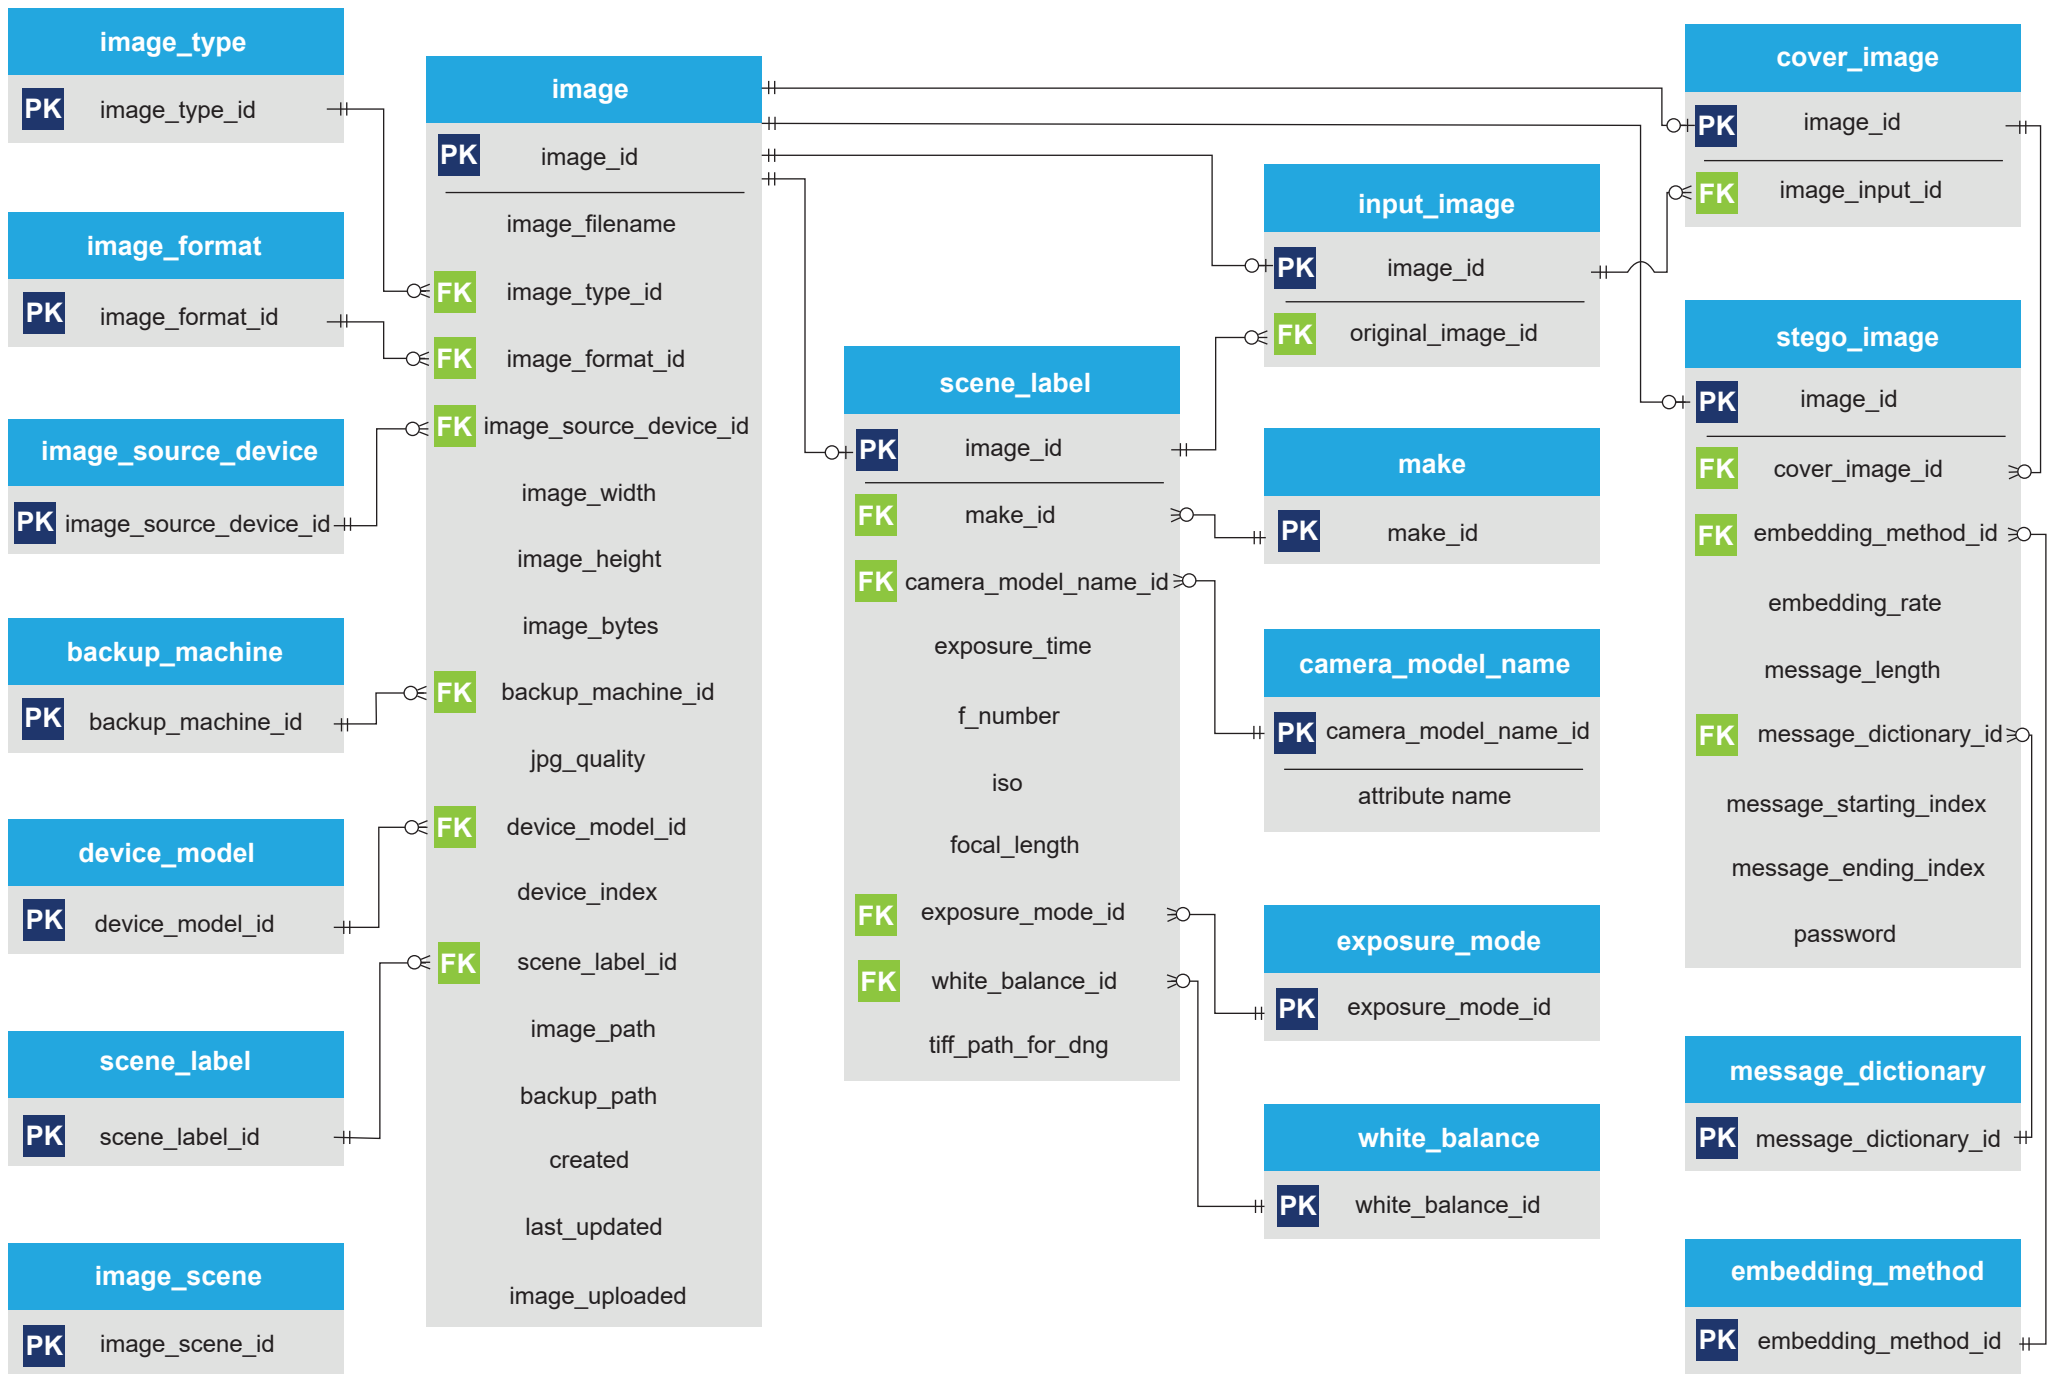 image_type
PK image_type_id
image_format
PK image_format_id
image_source_device
PK image_source_device_id
backup_machine
PK backup_machine_id
device_model
PK device_model_id
scene_label
PK scene_label_id
image_scene
PK image_scene_id
image
PK image_id
image_filename
FK image_type_id
FK image_format_id
FK image_source_device_id
image_width
image_height
image_bytes
FK backup_machine_id
jpg_quality
FK device_model_id
device_index
FK scene_label_id
image_path
backup_path
created
last_updated
image_uploaded
scene_label
PK image_id
FK make_id
FK camera_model_name_id
exposure_time
f_number
iso
focal_length
FK exposure_mode_id
FK white_balance_id
tiff_path_for_dng
input_image
PK image_id
FK original_image_id
make
PK make_id
camera_model_name
PK camera_model_name_id
attribute name
exposure_mode
PK exposure_mode_id
white_balance
PK white_balance_id
cover_image
PK image_id
FK image_input_id
stego_image
PK image_id
FK cover_image_id
FK embedding_method_id
embedding_rate
message_length
FK message_dictionary_id
message_starting_index
message_ending_index
password
message_dictionary
PK message_dictionary_id
embedding_method
PK embedding_method_id